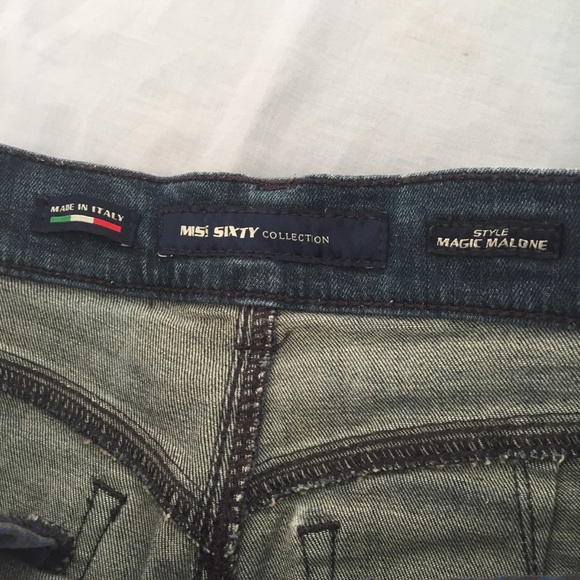 MADE IN ITALY
MISS SIXTY COLLECTION
STYLE
MAGIC MALONE